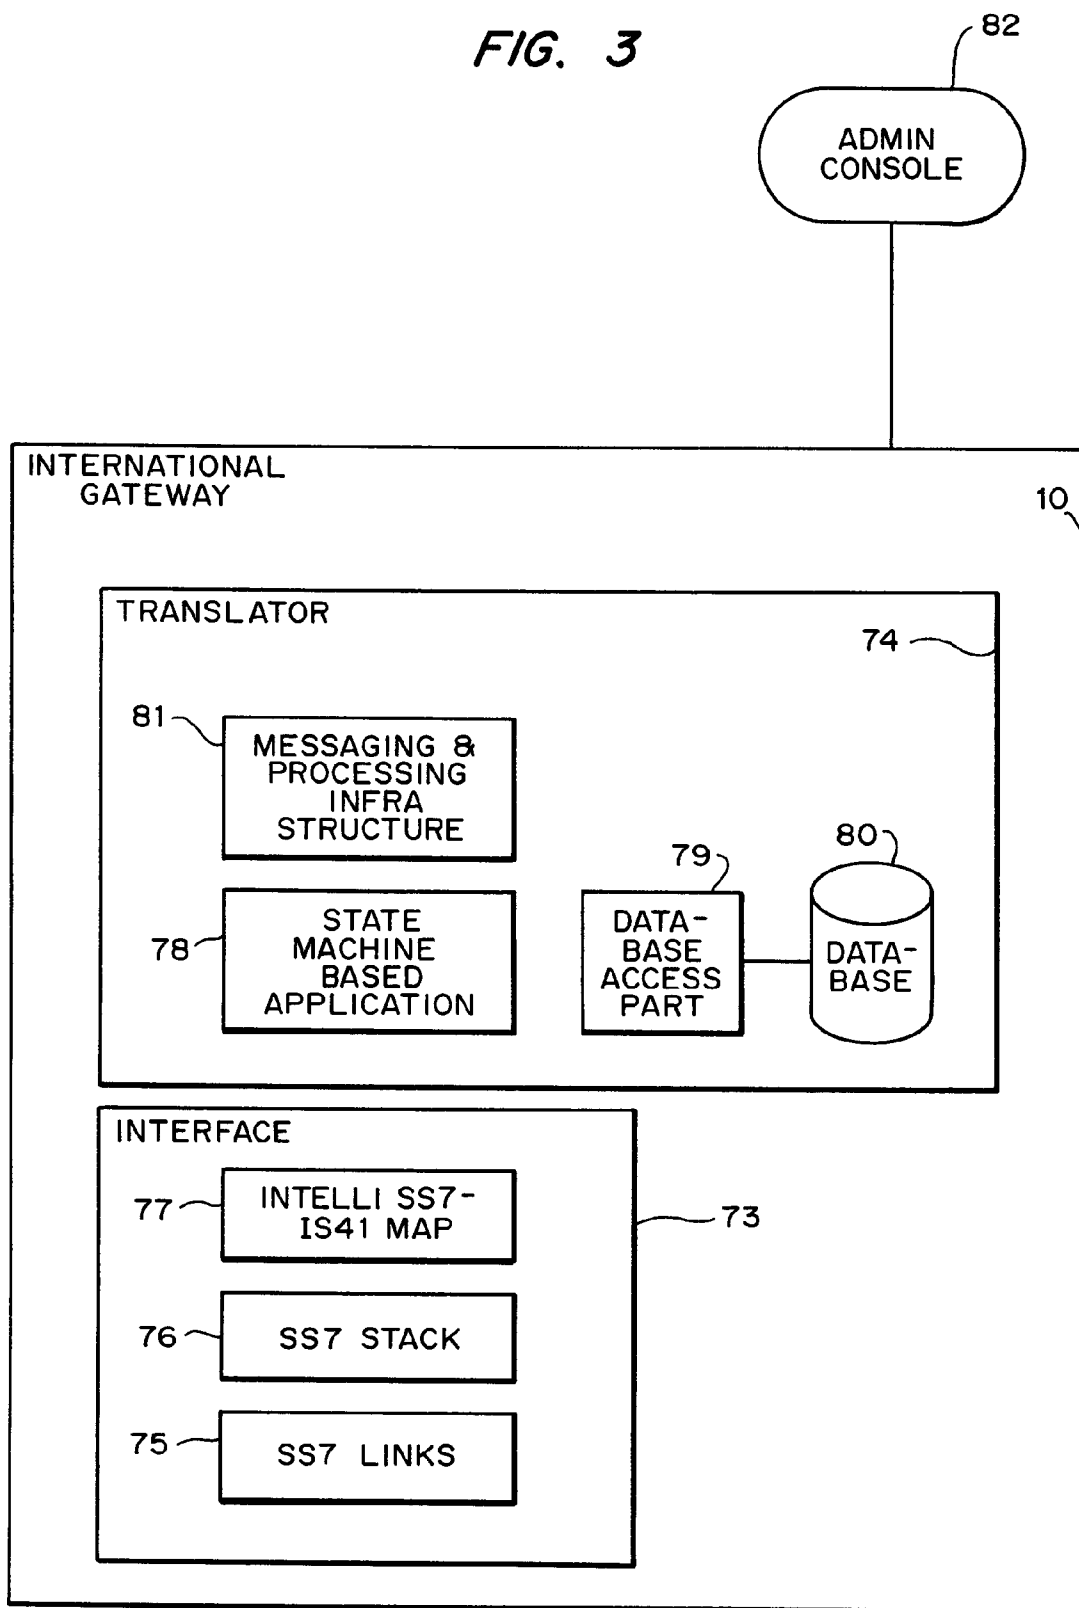 FIG. 3
82
ADMIN
CONSOLE
INTERNATIONAL
GATEWAY
10
TRANSLATOR
74
81
MESSAGING &
PROCESSING
INFRA
STRUCTURE
80
79
78
STATE
MACHINE
BASED
APPLICATION
DATA-
BASE
ACCESS
PART
DATA-
BASE
INTERFACE
77
INTELLI SS7-
IS41 MAP
73
76
SS7 STACK
75
SS7 LINKS